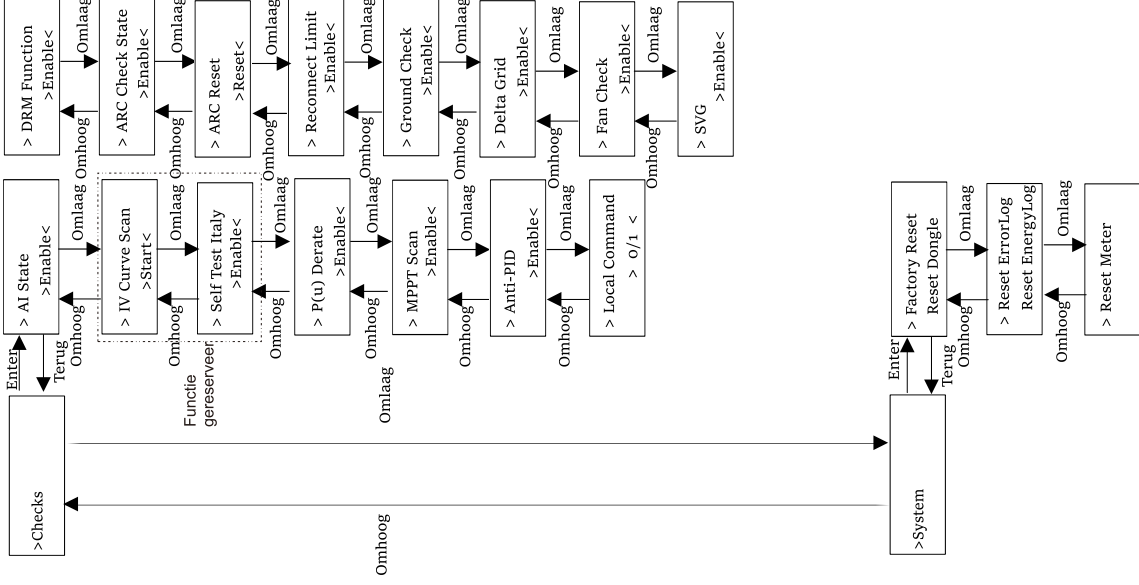 >Checks
Enter
Terug
> AI State
>Enable<
Omhoog
Omlaag
> IV Curve Scan
>Start<
Omhoog
Omlaag
> Self Test Italy
>Enable<
Functie
gereserveer
Omhoog
Omlaag
> P(u) Derate
>Enable<
Omhoog
Omlaag
> MPPT Scan
>Enable<
Omhoog
Omlaag
> Anti-PID
>Enable<
Omhoog
Omlaag
> Local Command
> 0/1 <
> DRM Function
>Enable<
Omhoog
Omlaag
> ARC Check State
>Enable<
Omhoog
Omlaag
> ARC Reset
>Reset<
Omhoog
Omlaag
> Reconnect Limit
>Enable<
Omhoog
Omlaag
> Ground Check
>Enable<
Omhoog
Omlaag
> Delta Grid
>Enable<
Omhoog
Omlaag
> Fan Check
>Enable<
Omhoog
Omlaag
> SVG
>Enable<
Omhoog
Omlaag
>System
Enter
Terug
> Factory Reset
Reset Dongle
Omhoog
Omlaag
> Reset ErrorLog
Reset EnergyLog
Omhoog
Omlaag
> Reset Meter